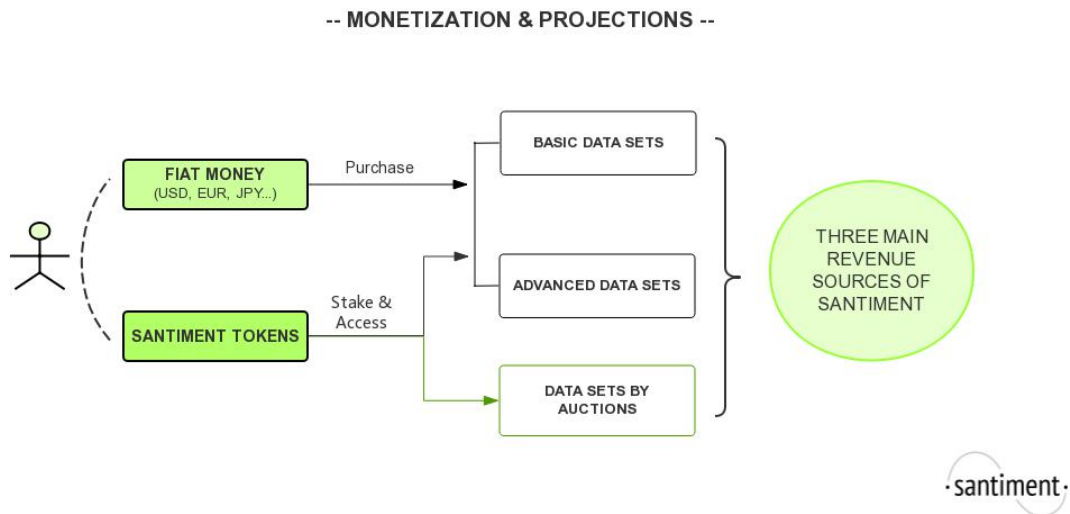 -- MONETIZATION & PROJECTIONS --
BASIC DATA SETS
FIAT MONEY
(USD, EUR, JPY...)
Purchase
THREE MAIN
REVENUE
SOURCES OF
SANTIMENT
ADVANCED DATA SETS
Stake &
Access
SANTIMENT TOKENS
DATA SETS BY
AUCTIONS
·santiment·